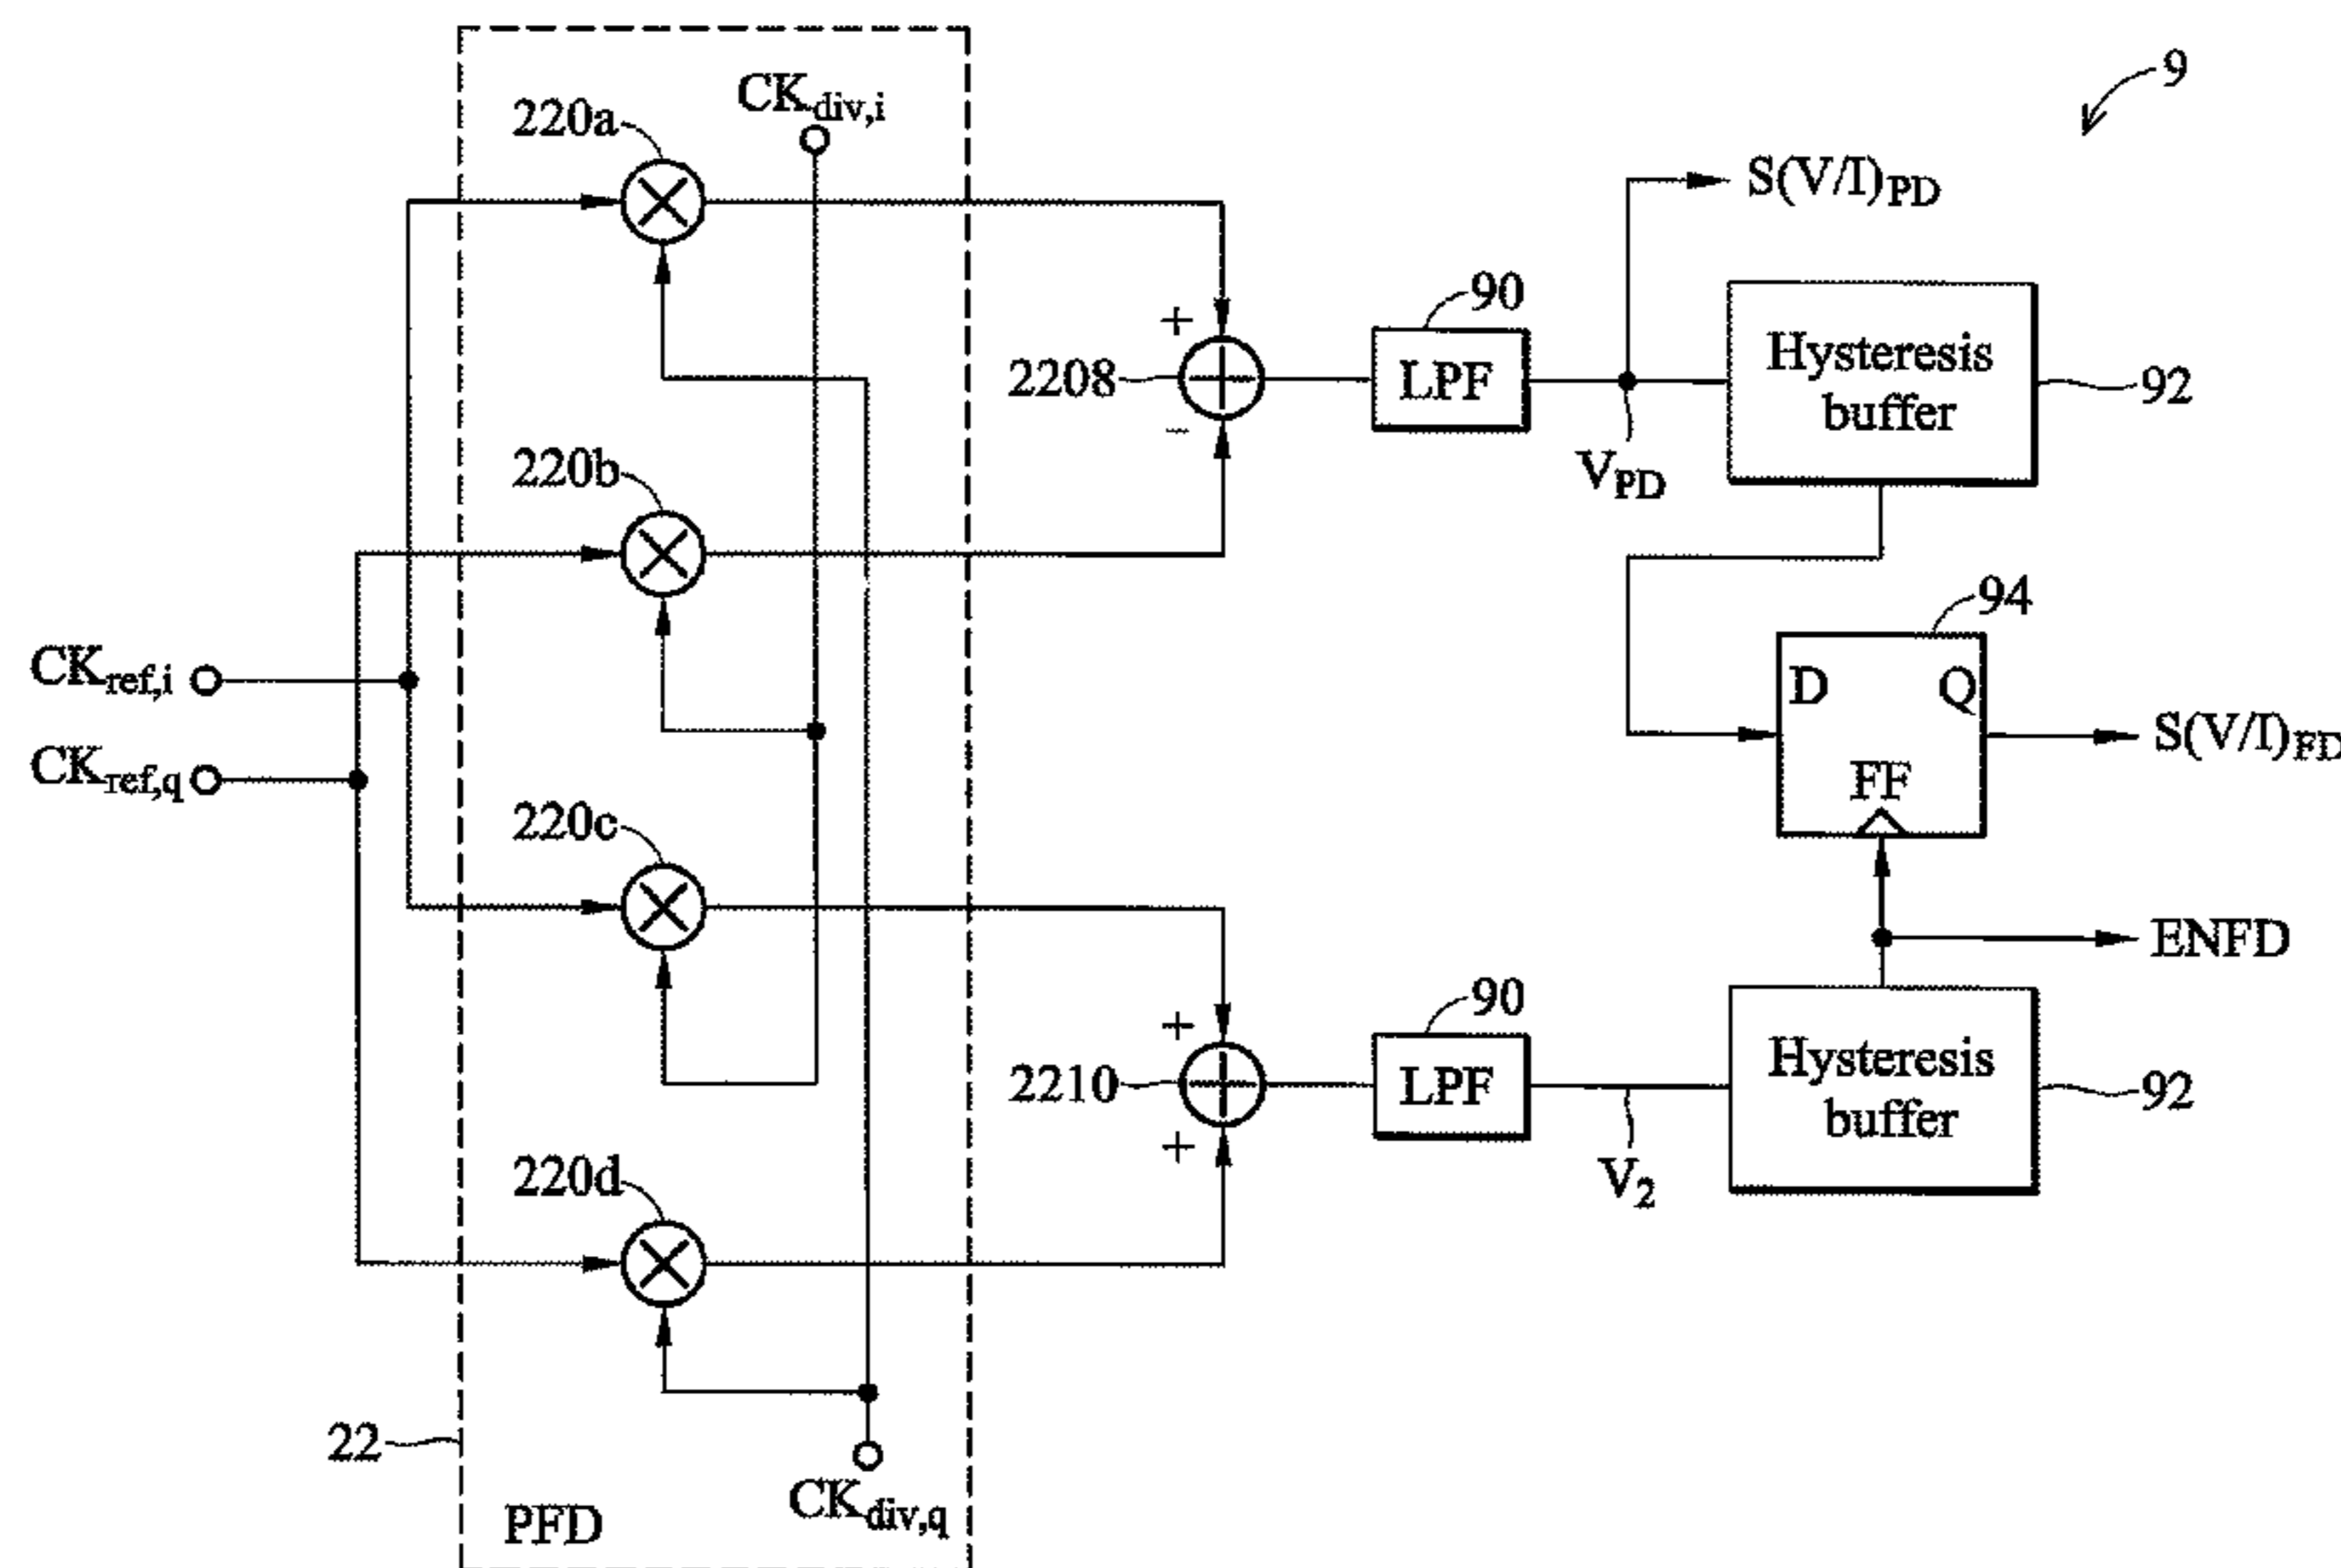 9
CKdiv,i
220a
S(V/I)PD
90
LPF
Hysteresis
buffer
92
+
2208
−
VPD
220b
94
D
Q
FF
S(V/I)FD
CKref,i
CKref,q
220c
ENFD
90
LPF
Hysteresis
buffer
92
+
2210
+
V2
220d
22
PFD
CKdiv,q